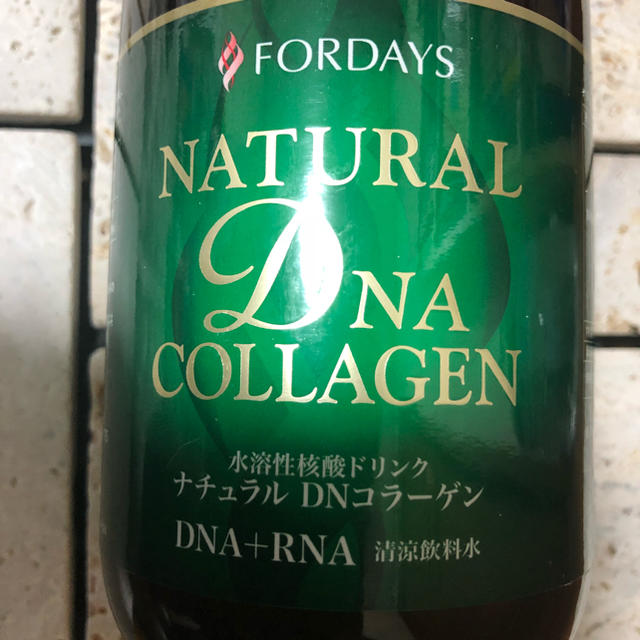 FORDAYS
NATURAL
DNA
COLLAGEN
水溶性核酸ドリンク
ナチュラル DNコラーゲン
DNA+RNA 清涼飲料水